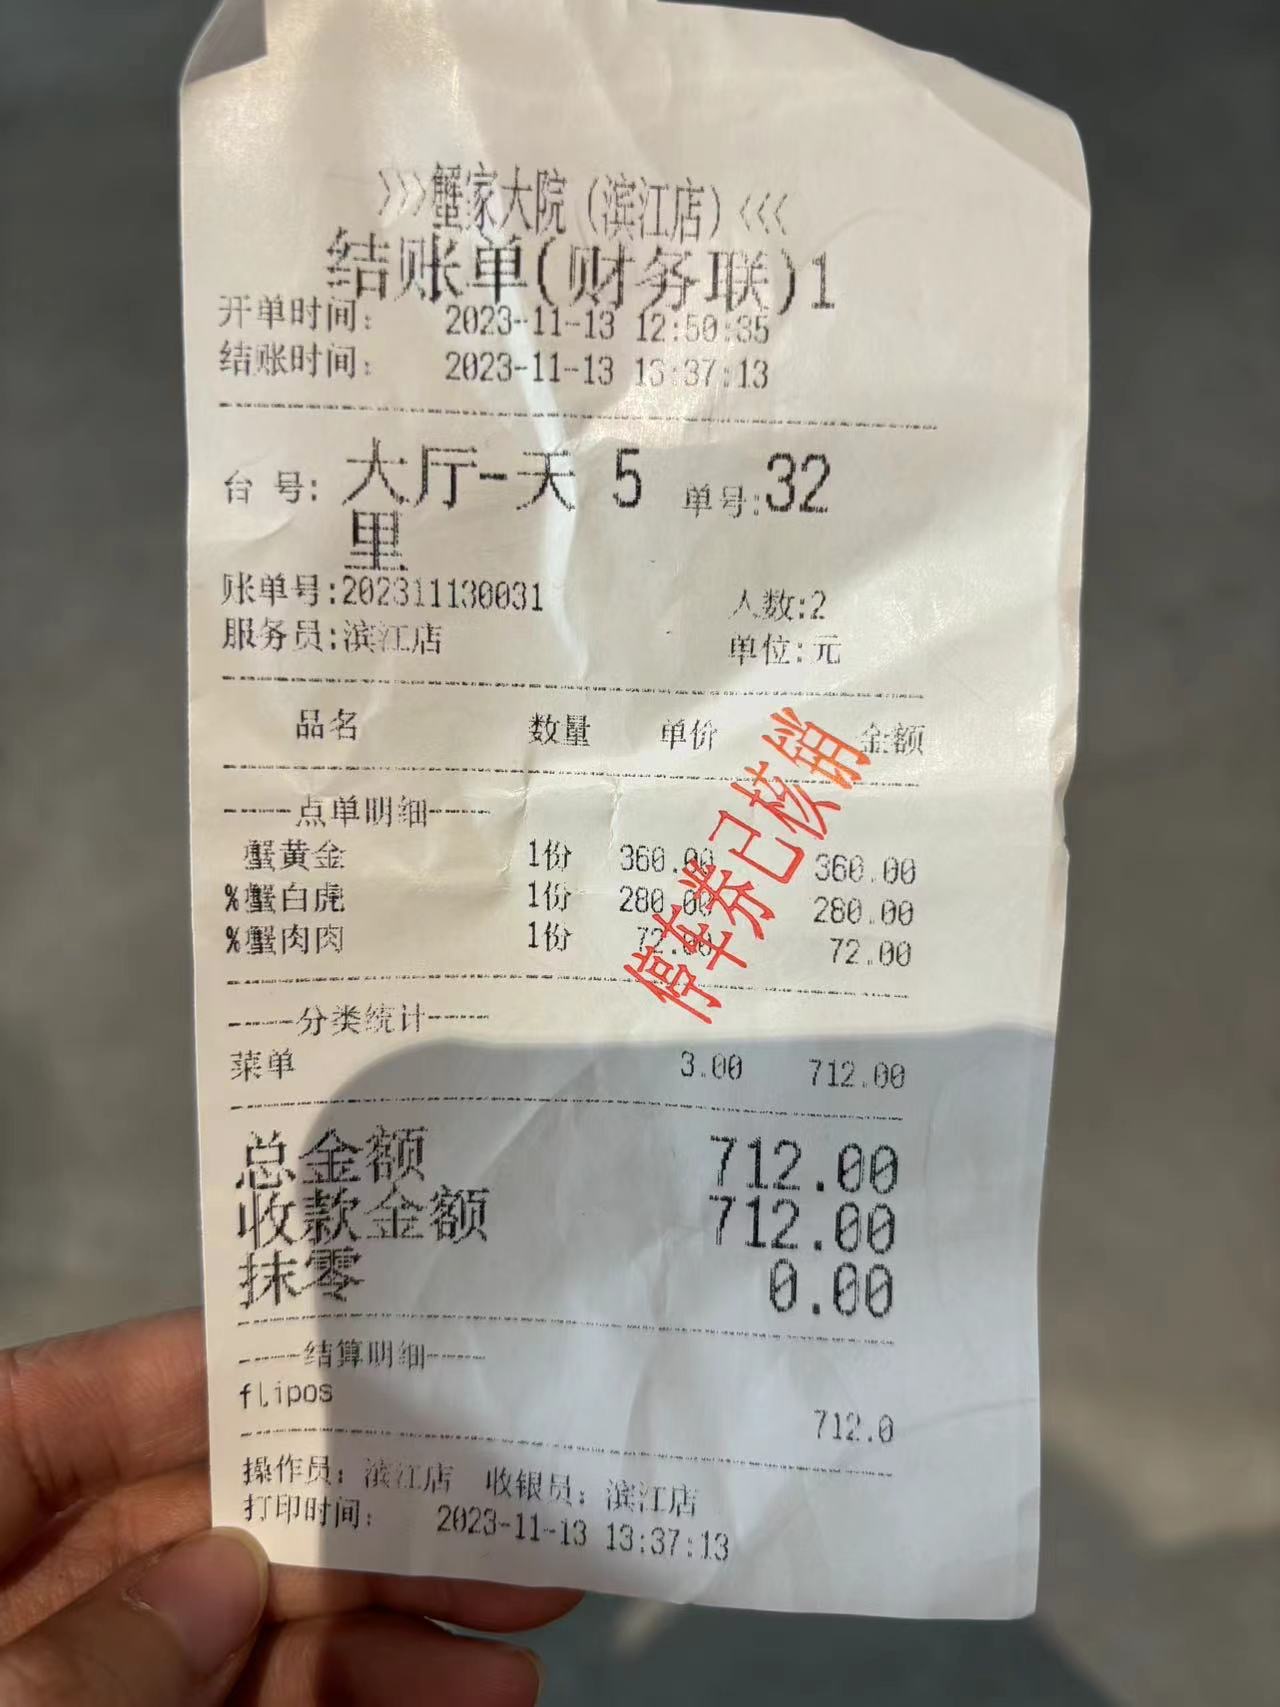 >>>蟹家大院(滨江店)<<<
结账单(财务联)1
开单时间: 2023-11-13 12:50:35
结账时间: 2023-11-13 13:37:13
台 号: 大厅-天 5 单号:32
里
账单号:202311130031 人数:2
服务员:滨江店 单位:元
品名 数量 单价 金额
----点单明细----
蟹黄金 1份 360.00 360.00
%蟹白虎 1份 280.00 280.00
%蟹肉肉 1份 72.00 72.00
停车券已核销
----分类统计----
菜单 3.00 712.00
总金额 712.00
收款金额 712.00
抹零 0.00
----结算明细----
flipos
712.0
操作员: 滨江店 收银员: 滨江店
打印时间: 2023-11-13 13:37:13